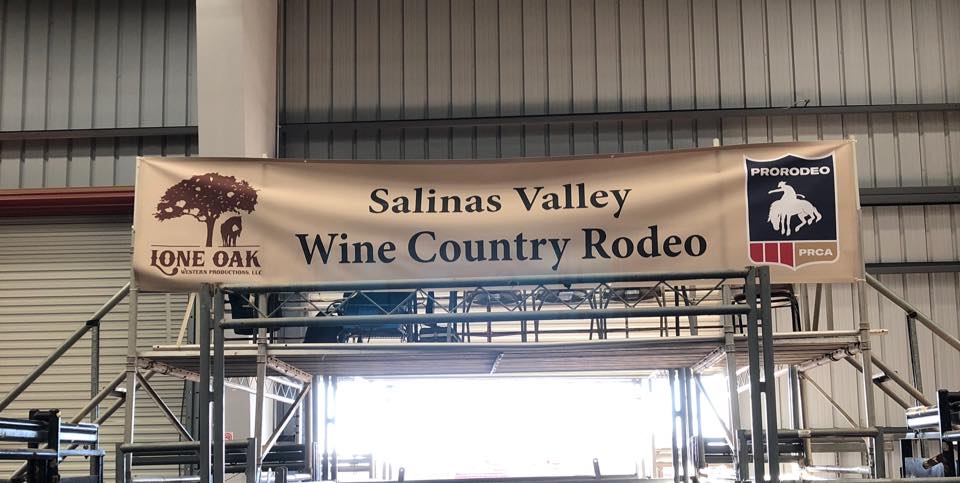 Salinas Valley
Wine Country Rodeo
LONE OAK
WESTERN PRODUCTIONS, LLC
PRORODEO
PRCA